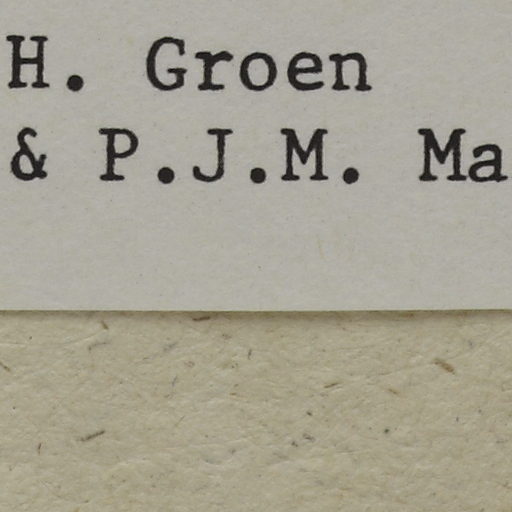 H. Groen
& P.J.M. Ma